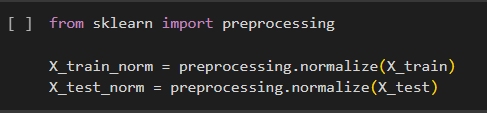 [ ] from sklearn import preprocessing
X_train_norm = preprocessing.normalize(X_train)
X_test_norm = preprocessing.normalize(X_test)